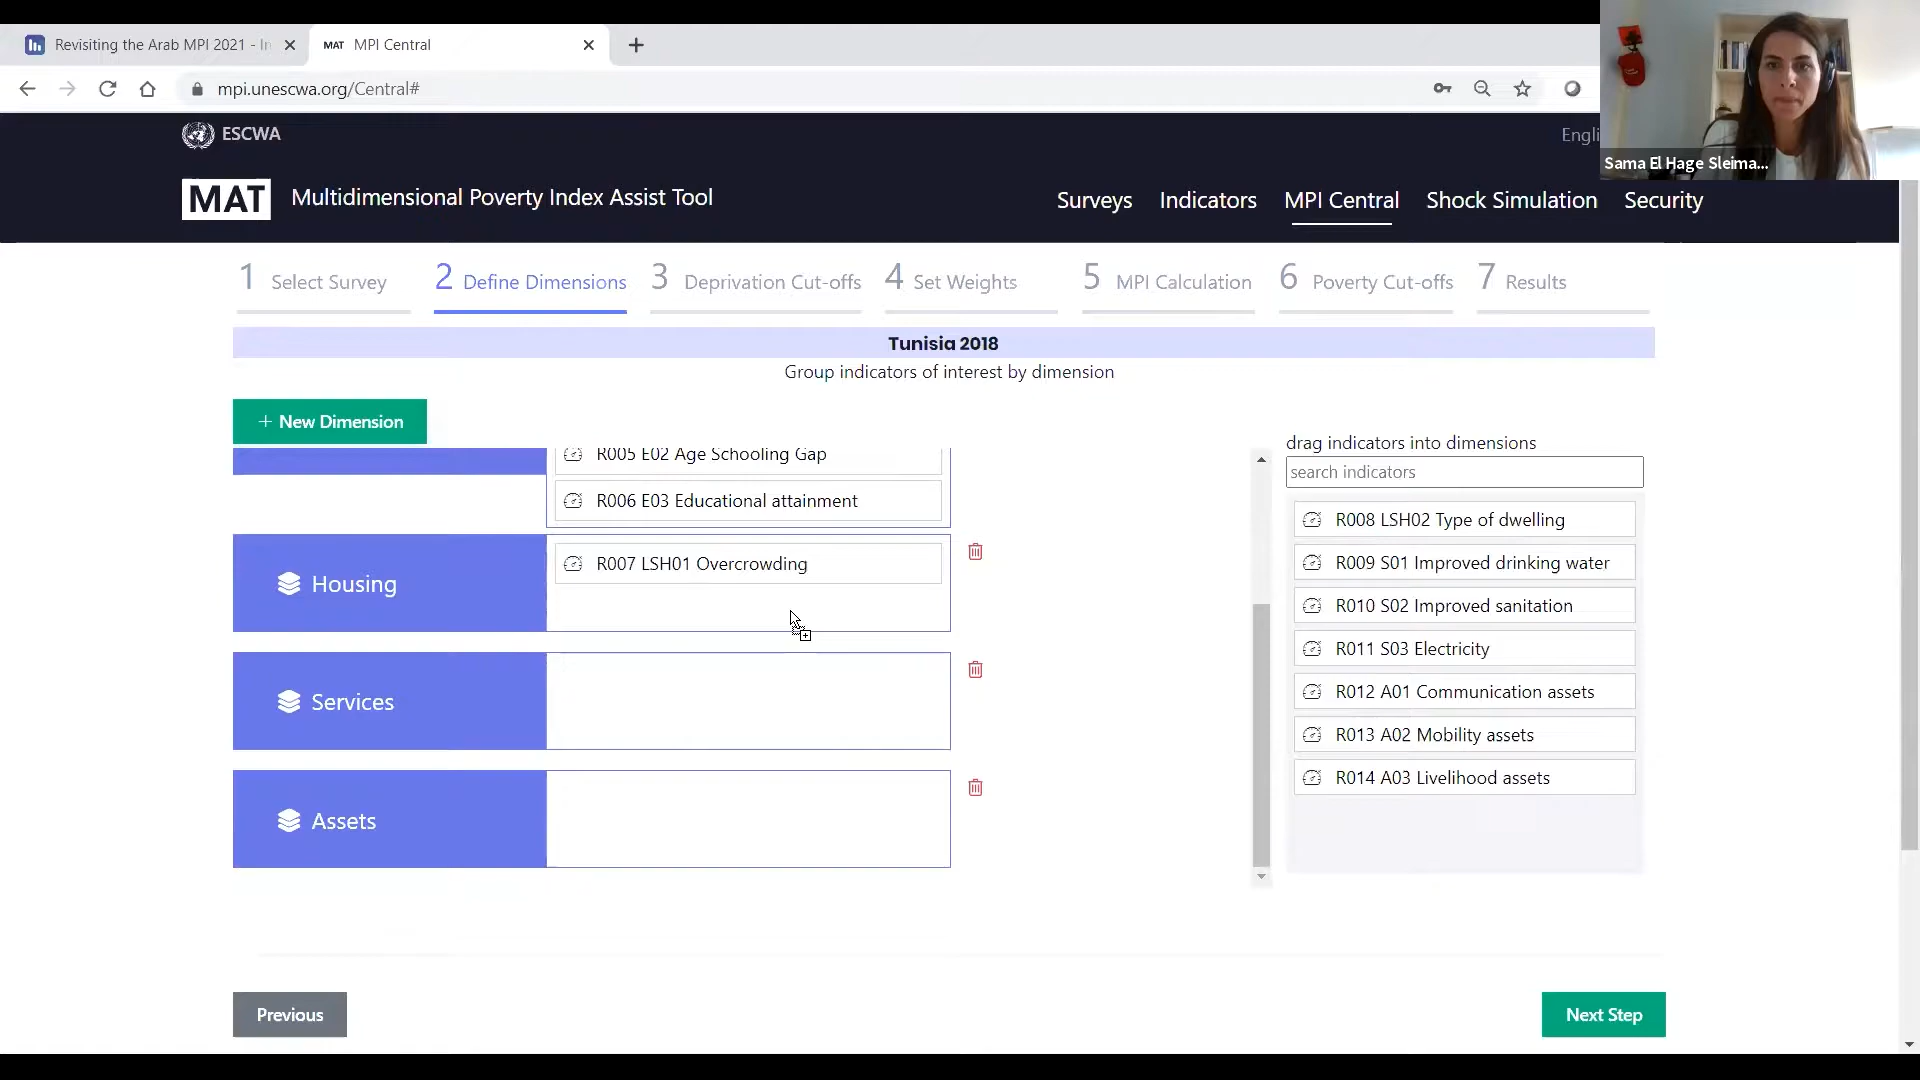 Revisiting the Arab MPI 2021 - In
MAT MPI Central
mpi.unescwa.org/Central#
Sama El Hage Sleima...
ESCWA
Engli
MAT Multidimensional Poverty Index Assist Tool
Surveys Indicators MPI Central Shock Simulation Security
1 Select Survey 2 Define Dimensions 3 Deprivation Cut-offs 4 Set Weights 5 MPI Calculation 6 Poverty Cut-offs 7 Results
Tunisia 2018
Group indicators of interest by dimension
+ New Dimension
R005 E02 Age Schooling Gap
R006 E03 Educational attainment
Housing
R007 LSH01 Overcrowding
Services
Assets
drag indicators into dimensions
search indicators
R008 LSH02 Type of dwelling
R009 S01 Improved drinking water
R010 S02 Improved sanitation
R011 S03 Electricity
R012 A01 Communication assets
R013 A02 Mobility assets
R014 A03 Livelihood assets
Previous
Next Step